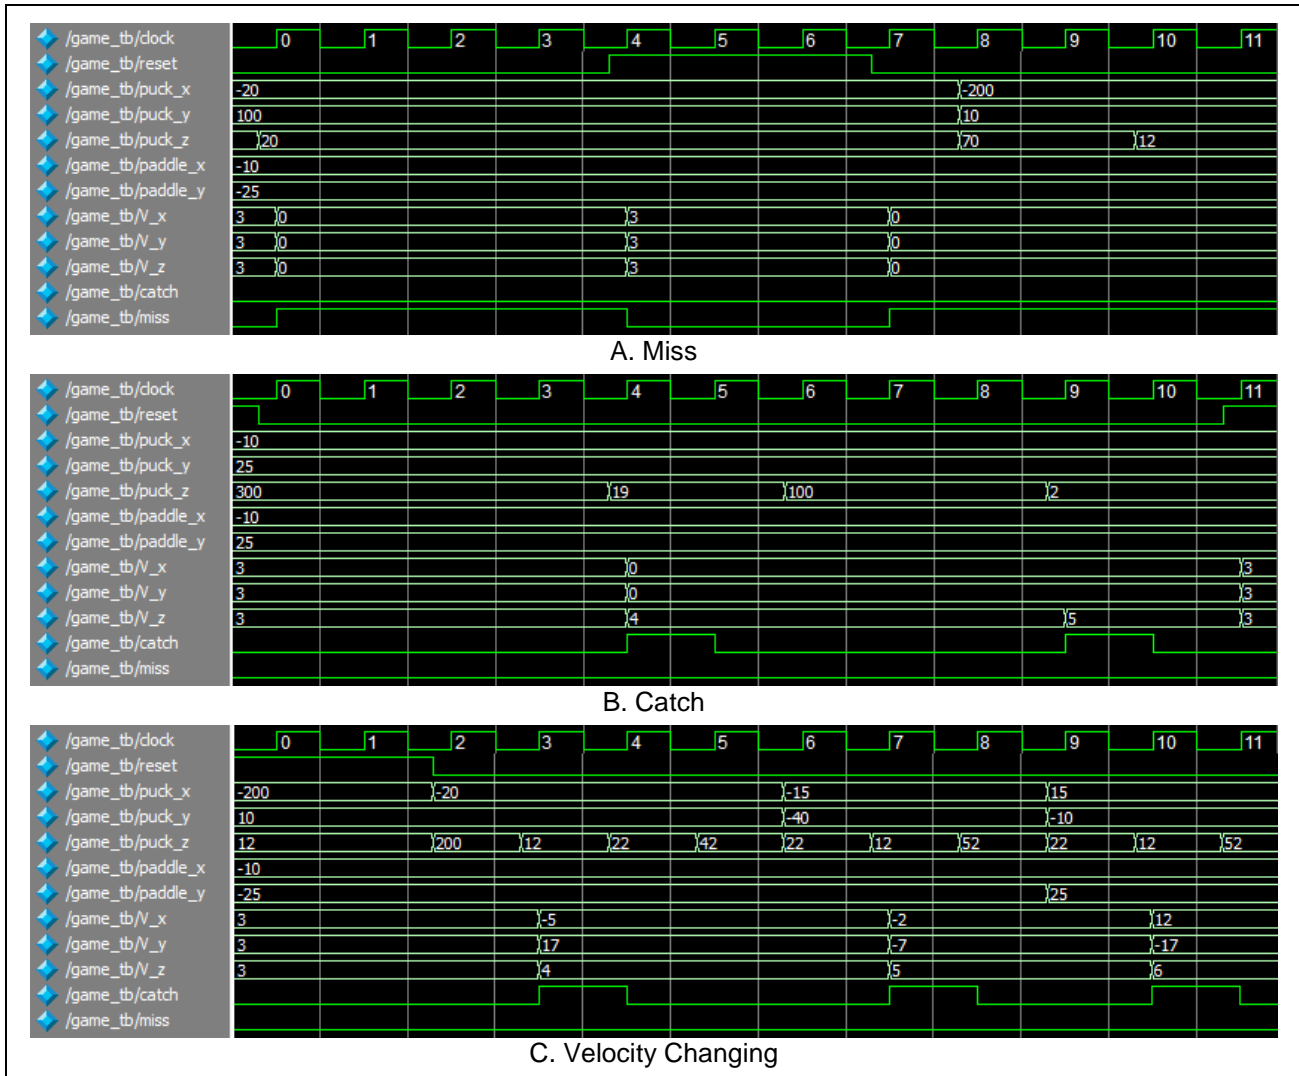 /game_tb/clock 0 1 2 3 4 5 6 7 8 9 10 11
/game_tb/reset
/game_tb/puck_x -20 -200
/game_tb/puck_y 100 10
/game_tb/puck_z 20 70 12
/game_tb/paddle_x -10
/game_tb/paddle_y -25
/game_tb/V_x 3 0 3 0
/game_tb/V_y 3 0 3 0
/game_tb/V_z 3 0 3 0
/game_tb/catch
/game_tb/miss
A. Miss
/game_tb/clock 0 1 2 3 4 5 6 7 8 9 10 11
/game_tb/reset
/game_tb/puck_x -10
/game_tb/puck_y 25
/game_tb/puck_z 300 19 100 2
/game_tb/paddle_x -10
/game_tb/paddle_y 25
/game_tb/V_x 3 0 3
/game_tb/V_y 3 0 3
/game_tb/V_z 3 4 5 3
/game_tb/catch
/game_tb/miss
B. Catch
/game_tb/clock 0 1 2 3 4 5 6 7 8 9 10 11
/game_tb/reset
/game_tb/puck_x -200 -20 -15 15
/game_tb/puck_y 10 -40 -10
/game_tb/puck_z 12 200 12 22 42 22 12 52 22 12 52
/game_tb/paddle_x -10
/game_tb/paddle_y -25 25
/game_tb/V_x 3 -5 -2 12
/game_tb/V_y 3 17 -7 -17
/game_tb/V_z 3 4 5 6
/game_tb/catch
/game_tb/miss
C. Velocity Changing